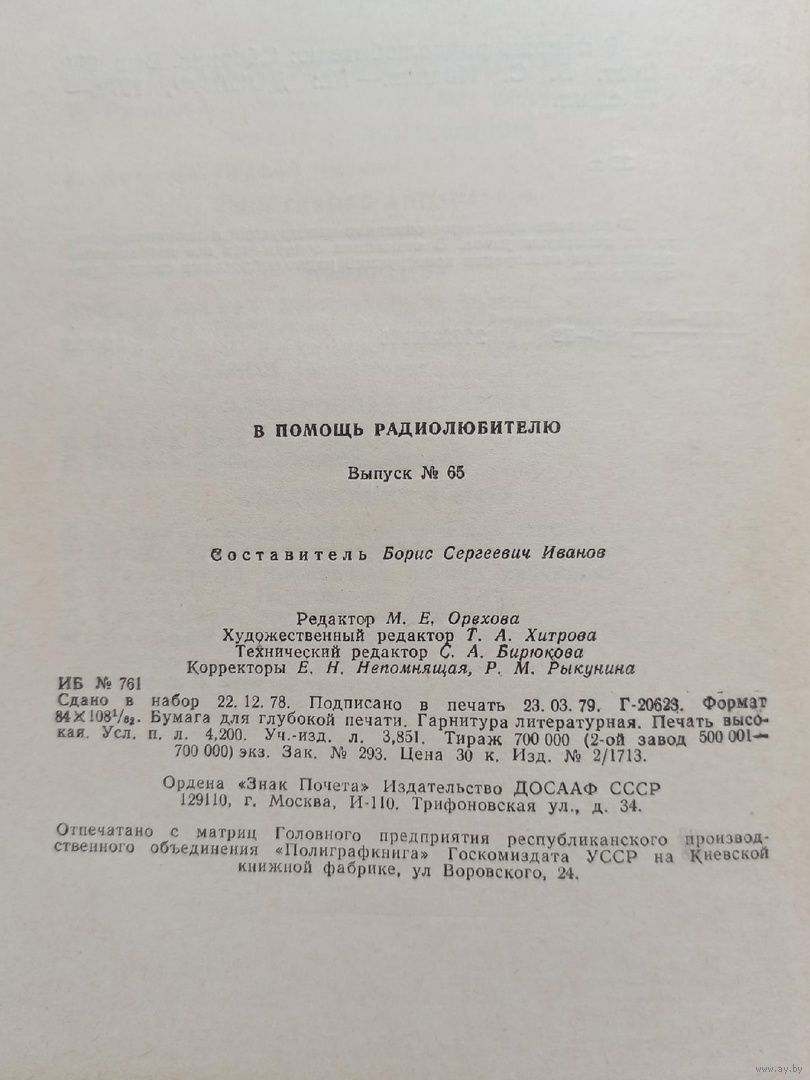 В ПОМОЩЬ РАДИОЛЮБИТЕЛЮ
Выпуск № 65
Составитель Борис Сергеевич Иванов
Редактор М. Е. Орехова
Художественный редактор Т. А. Хитрова
Технический редактор С. А. Бирюкова
Корректоры Е. Н. Непомнящая, Р. М. Рыкунина
ИБ № 761
Сдано в набор 22. 12. 78. Подписано в печать 23. 03. 79. Г-20623. Формат
84×108¹/₃₂. Бумага для глубокой печати. Гарнитура литературная. Печать высо-
кая. Усл. п. л. 4,200. Уч.-изд. л. 3,851. Тираж 700 000 (2-ой завод 500 001—
700 000) экз. Зак. № 293. Цена 30 к. Изд. № 2/1713.
Ордена «Знак Почета» Издательство ДОСААФ СССР
129110, г. Москва, И-110. Трифоновская ул., д. 34.
Отпечатано с матриц Головного предприятия республиканского производ-
ственного объединения «Полиграфкнига» Госкомиздата УССР на Киевской
книжной фабрике, ул Воровского, 24.
www.ay.by